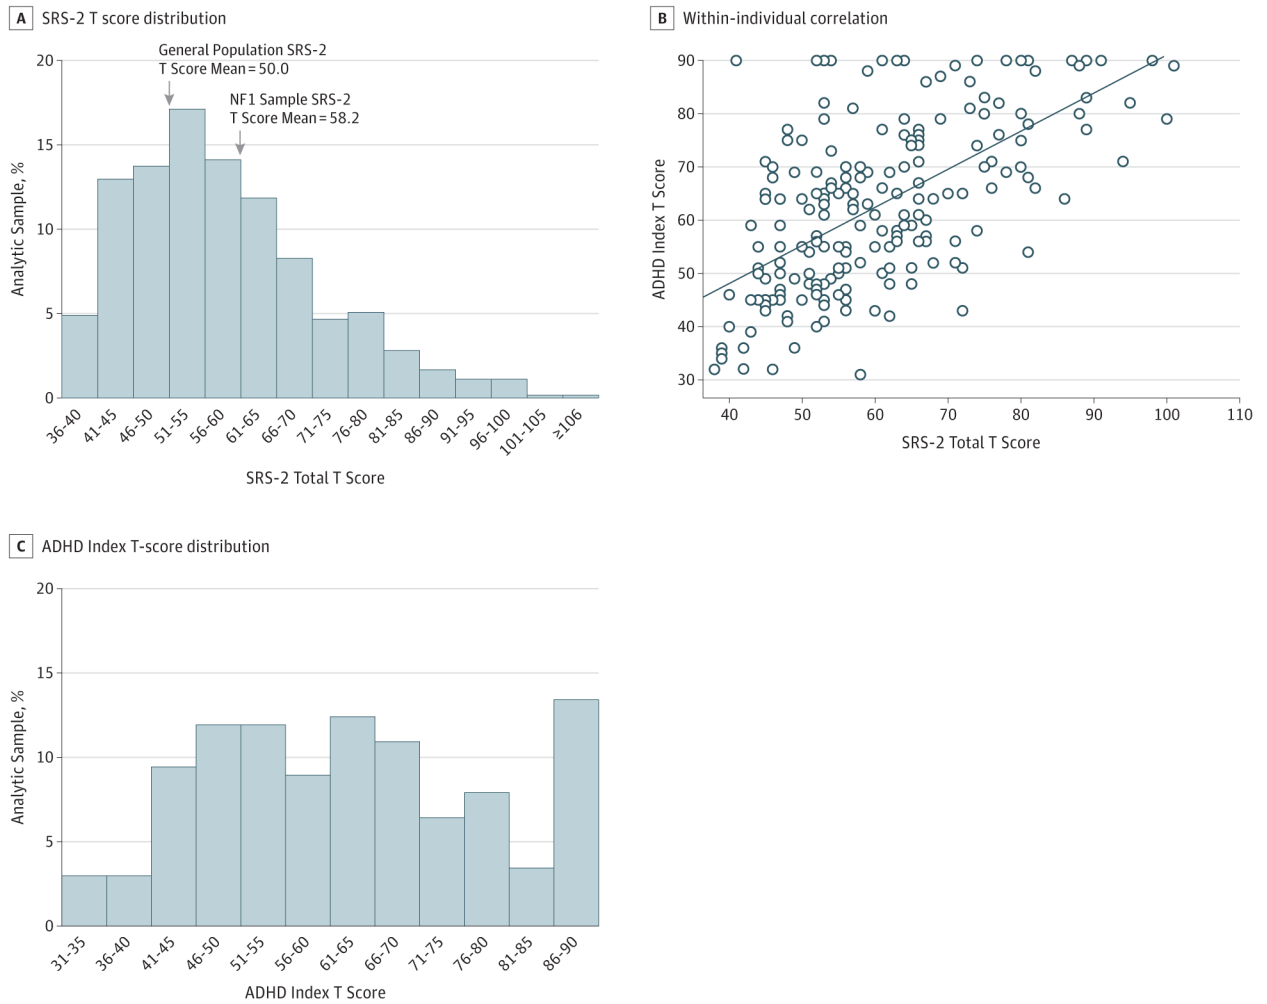 A SRS-2 T score distribution
General Population SRS-2
T Score Mean = 50.0
NF1 Sample SRS-2
T Score Mean = 58.2
20
15
10
5
0
Analytic Sample, %
36-40 41-45 46-50 51-55 56-60 61-65 66-70 71-75 76-80 81-85 86-90 91-95 96-100 101-105 ≥106
SRS-2 Total T Score
B Within-individual correlation
90
80
70
60
50
40
30
ADHD Index T Score
40 50 60 70 80 90 100 110
SRS-2 Total T Score
C ADHD Index T-score distribution
20
15
10
5
0
Analytic Sample, %
31-35 36-40 41-45 46-50 51-55 56-60 61-65 66-70 71-75 76-80 81-85 86-90
ADHD Index T Score